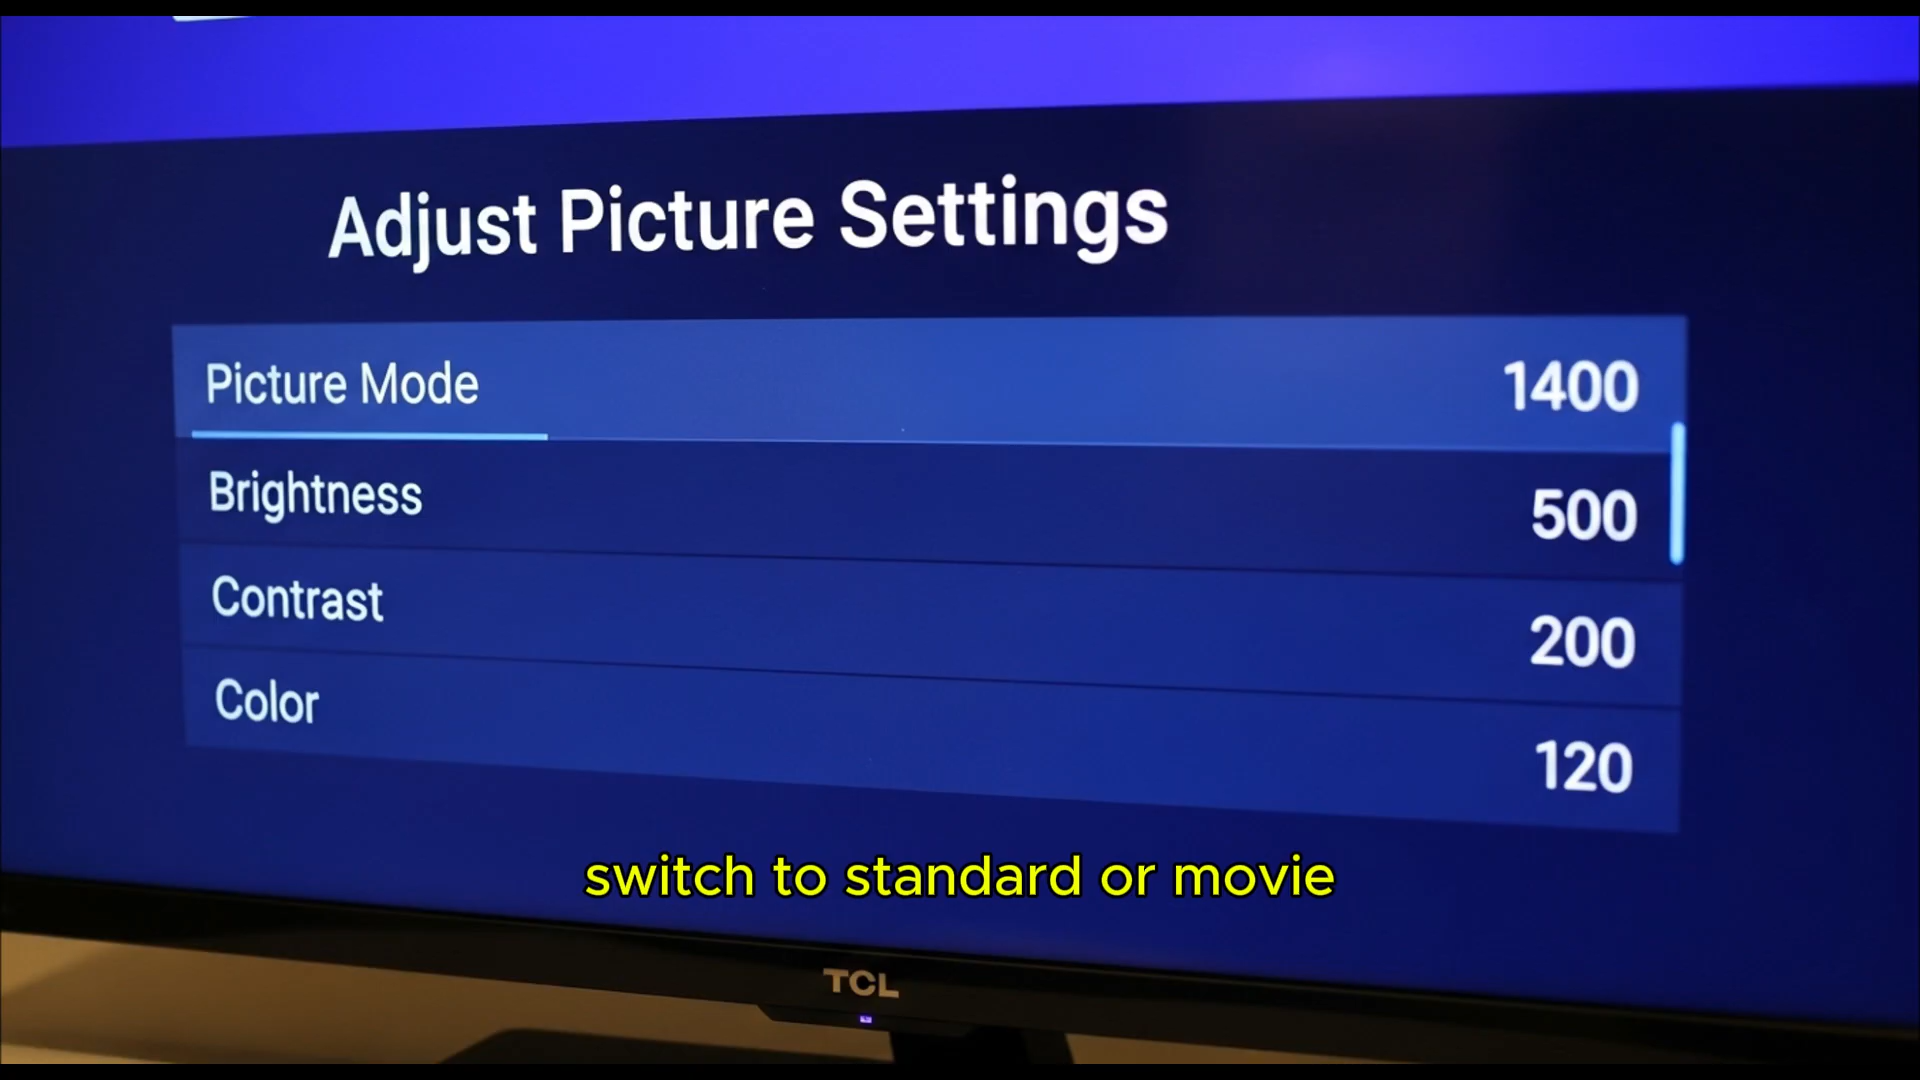 Adjust Picture Settings
Picture Mode 1400
Brightness 500
Contrast 200
Color 120
switch to standard or movie
TCL